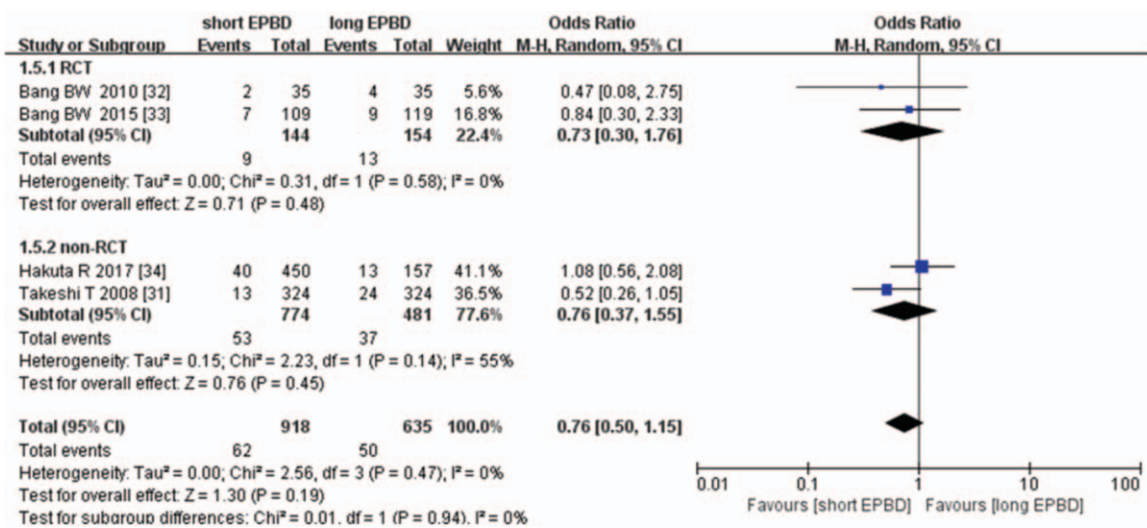 short EPBD long EPBD Odds Ratio Odds Ratio
Study or Subgroup Events Total Events Total Weight M-H, Random, 95% CI M-H, Random, 95% CI
1.5.1 RCT
Bang BW 2010 [32] 2 35 4 35 5.6% 0.47 [0.08, 2.75]
Bang BW 2015 [33] 7 109 9 119 16.8% 0.84 [0.30, 2.33]
Subtotal (95% CI) 144 154 22.4% 0.73 [0.30, 1.76]
Total events 9 13
Heterogeneity: Tau² = 0.00; Chi² = 0.31, df = 1 (P = 0.58); I² = 0%
Test for overall effect: Z = 0.71 (P = 0.48)
1.5.2 non-RCT
Hakuta R 2017 [34] 40 450 13 157 41.1% 1.08 [0.56, 2.08]
Takeshi T 2008 [31] 13 324 24 324 36.5% 0.52 [0.26, 1.05]
Subtotal (95% CI) 774 481 77.6% 0.76 [0.37, 1.55]
Total events 53 37
Heterogeneity: Tau² = 0.15; Chi² = 2.23, df = 1 (P = 0.14); I² = 55%
Test for overall effect: Z = 0.76 (P = 0.45)
Total (95% CI) 918 635 100.0% 0.76 [0.50, 1.15]
Total events 62 50
Heterogeneity: Tau² = 0.00; Chi² = 2.56, df = 3 (P = 0.47); I² = 0%
Test for overall effect: Z = 1.30 (P = 0.19)
Test for subgroup differences: Chi² = 0.01, df = 1 (P = 0.94), I² = 0%
0.01 0.1 1 10 100
Favours [short EPBD] Favours [long EPBD]